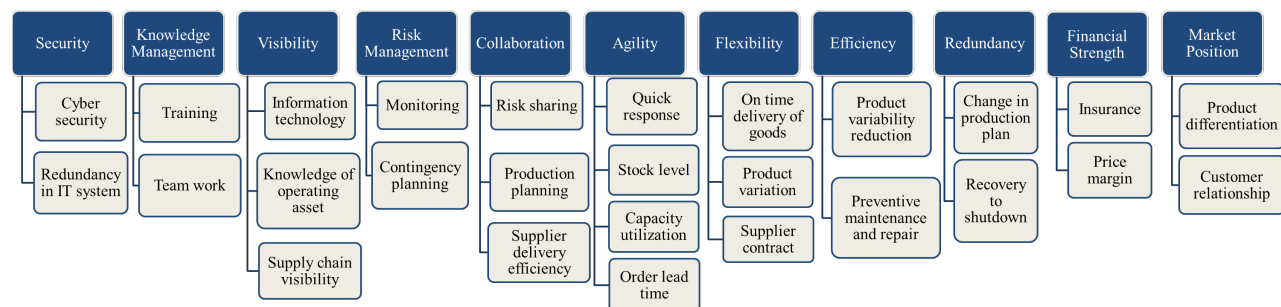 Security
Cyber
security
Redundancy
in IT system
Knowledge
Management
Training
Team work
Visibility
Information
technology
Knowledge of
operating
asset
Supply chain
visibility
Risk
Management
Monitoring
Contingency
planning
Collaboration
Risk sharing
Production
planning
Supplier
delivery
efficiency
Agility
Quick
response
Stock level
Capacity
utilization
Order lead
time
Flexibility
On time
delivery of
goods
Product
variation
Supplier
contract
Efficiency
Product
variability
reduction
Preventive
maintenance
and repair
Redundancy
Change in
production
plan
Recovery
to
shutdown
Financial
Strength
Insurance
Price
margin
Market
Position
Product
differentiation
Customer
relationship